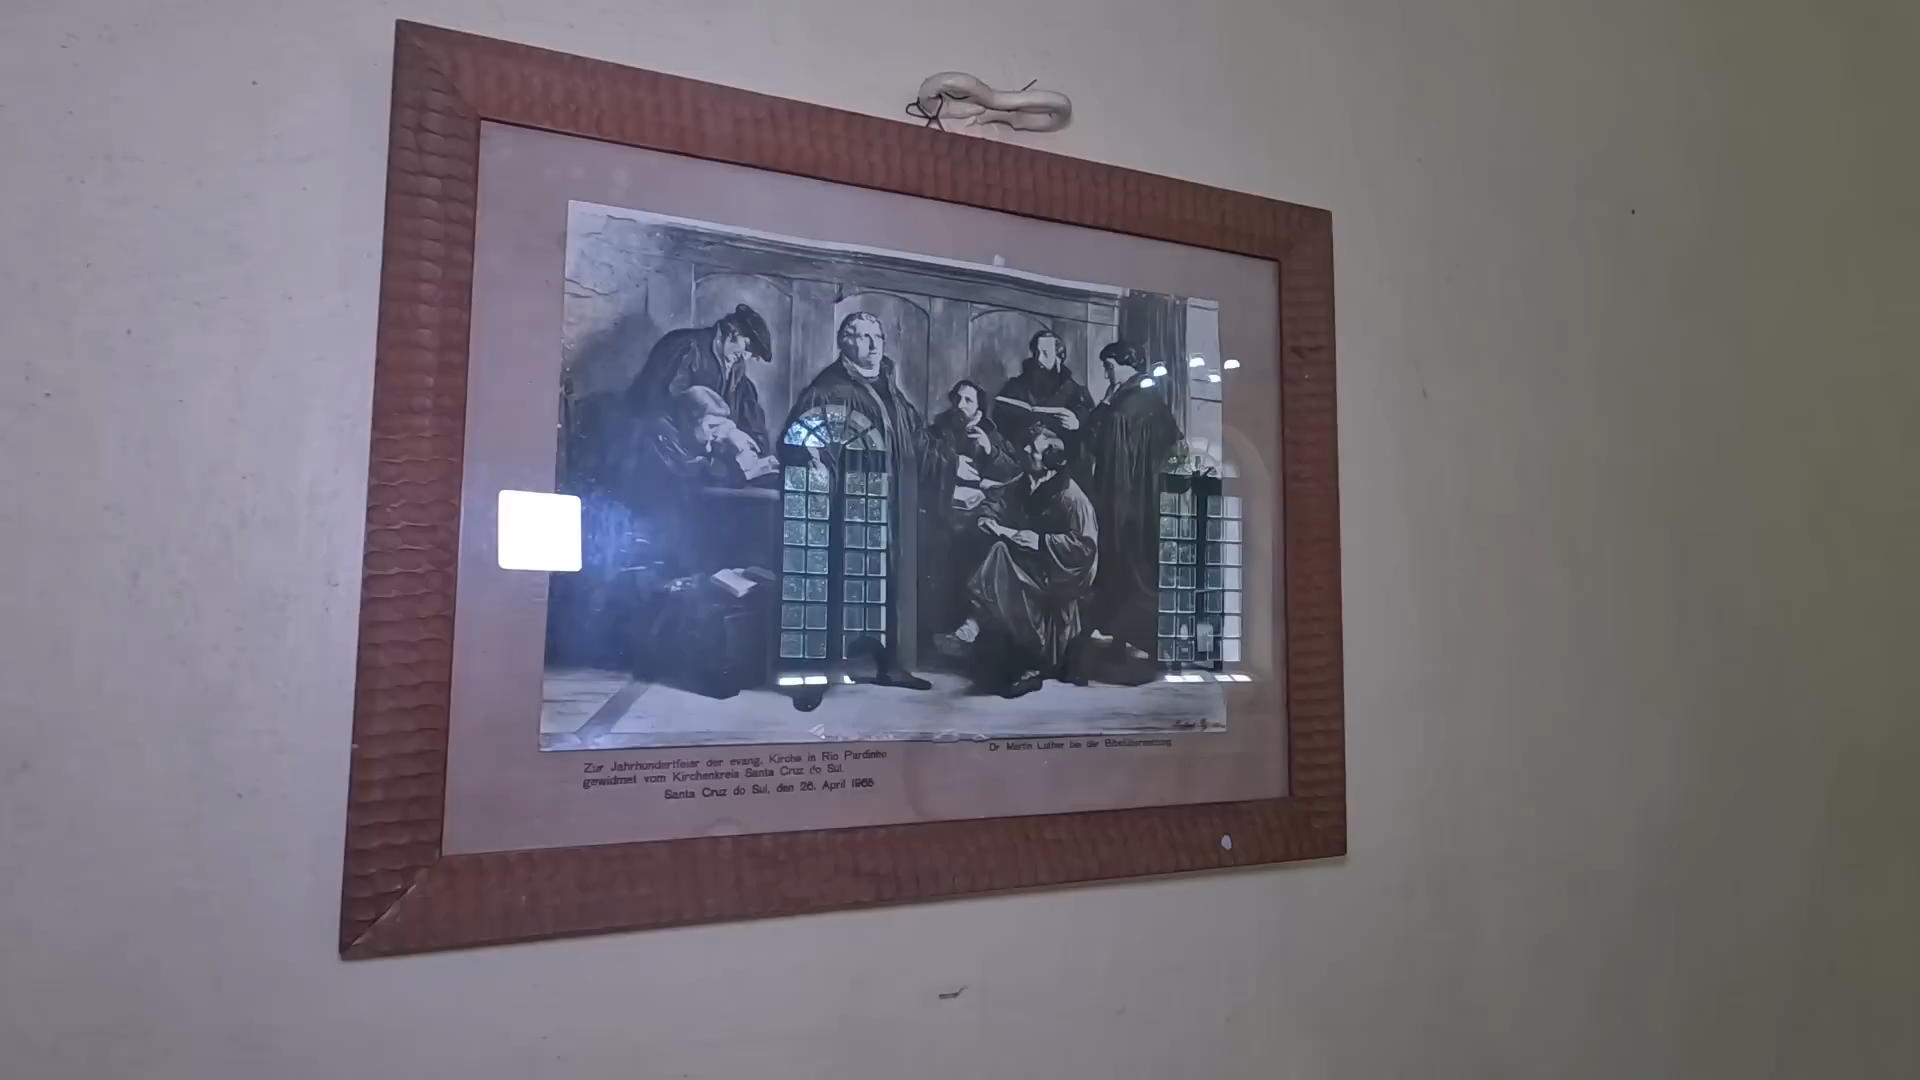 Zur Jahrhundertfeier der evang. Kirche in Rio Pardinho
gewidmet vom Kirchenkreis Santa Cruz do Sul.
Santa Cruz do Sul, den 26. April 1965
Dr Martin Luther bei der Bibelübersetzung